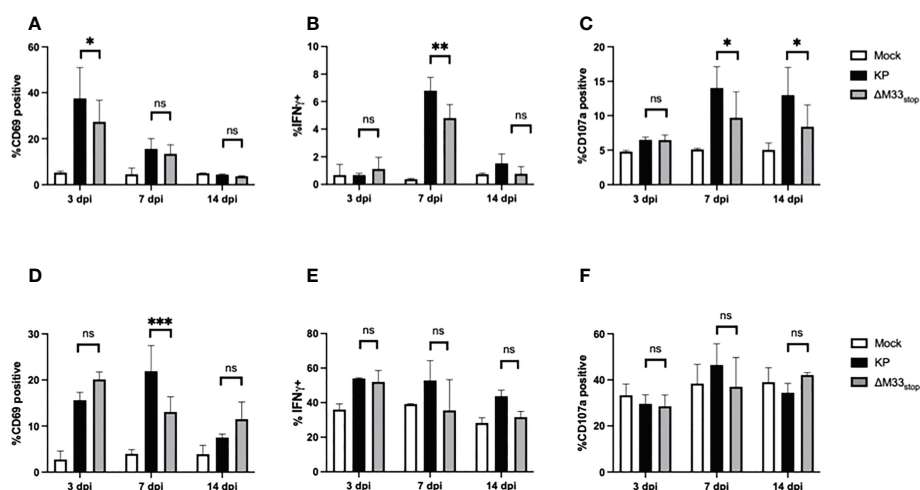 A
%CD69 positive
60
40
20
0
*
ns
ns
3 dpi 7 dpi 14 dpi
B
%IFNγ+
10
8
6
4
2
0
ns
**
ns
3 dpi 7 dpi 14 dpi
C
%CD107a positive
20
15
10
5
0
ns
*
*
3 dpi 7 dpi 14 dpi
Mock
KP
ΔM33stop
D
%CD69 positive
30
20
10
0
ns
***
ns
3 dpi 7 dpi 14 dpi
E
% IFNγ+
80
60
40
20
0
ns
ns
ns
3 dpi 7 dpi 14 dpi
F
%CD107a positive
60
40
20
0
ns
ns
ns
3 dpi 7 dpi 14 dpi
Mock
KP
ΔM33stop